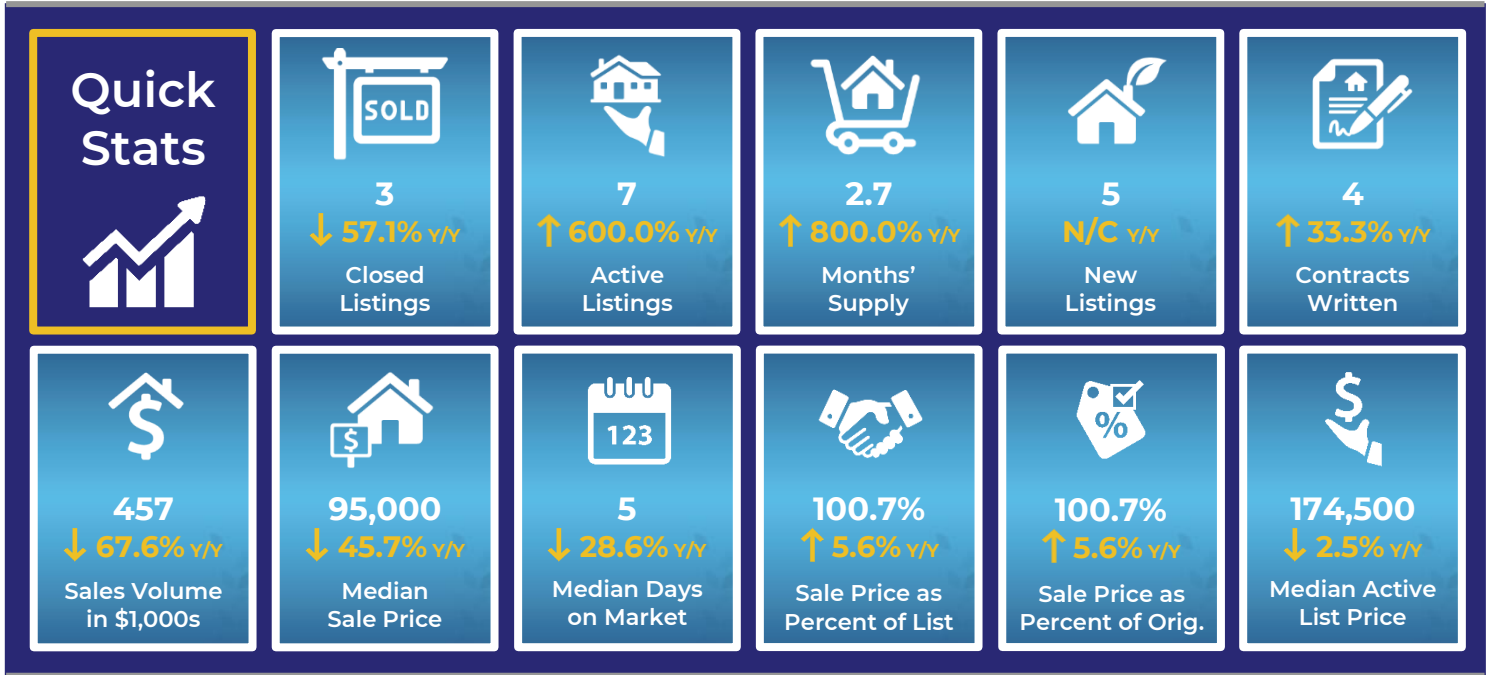 Quick
Stats
SOLD
3
↓ 57.1% Y/Y
Closed
Listings
7
↑ 600.0% Y/Y
Active
Listings
2.7
↑ 800.0% Y/Y
Months’
Supply
5
N/C Y/Y
New
Listings
4
↑ 33.3% Y/Y
Contracts
Written
$
457
↓ 67.6% Y/Y
Sales Volume
in $1,000s
$
95,000
↓ 45.7% Y/Y
Median
Sale Price
123
5
↓ 28.6% Y/Y
Median Days
on Market
100.7%
↑ 5.6% Y/Y
Sale Price as
Percent of List
%
100.7%
↑ 5.6% Y/Y
Sale Price as
Percent of Orig.
$
174,500
↓ 2.5% Y/Y
Median Active
List Price